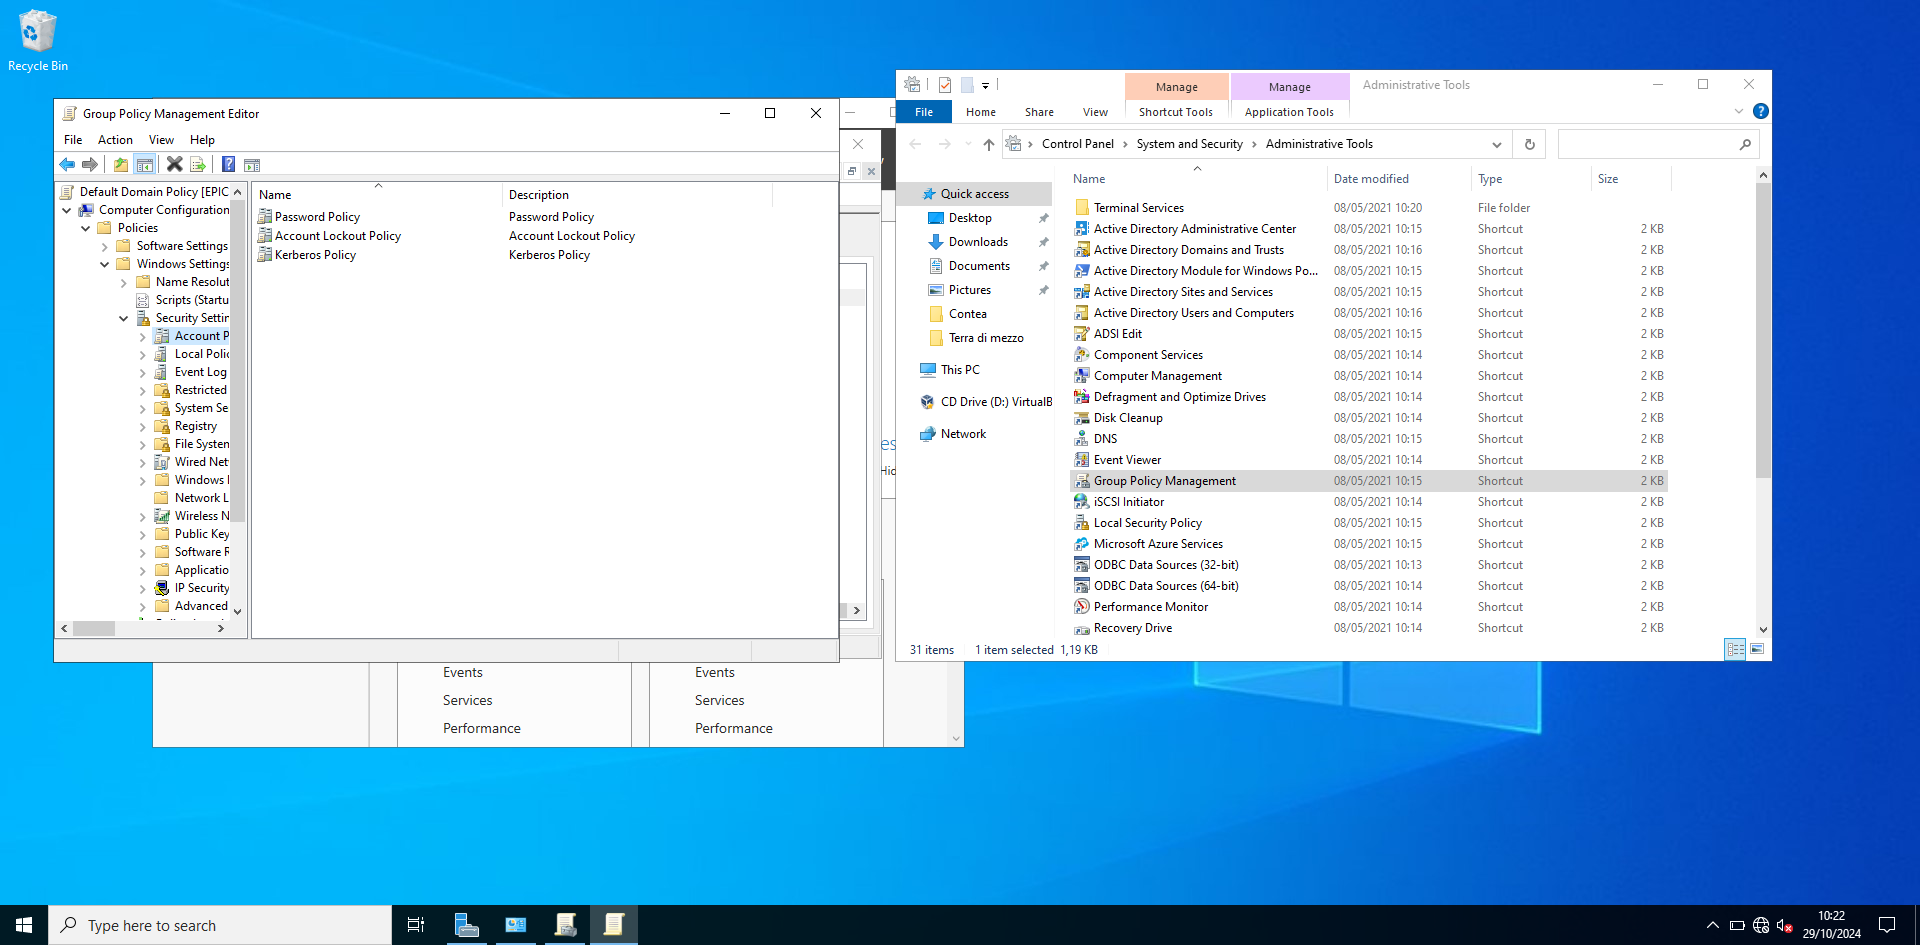 Recycle Bin
Group Policy Management Editor
File Action View Help
Default Domain Policy [EPIC
Computer Configuration
Policies
Software Settings
Windows Settings
Name Resolut
Scripts (Startu
Security Settin
Account P
Local Polic
Event Log
Restricted
System Se
Registry
File System
Wired Net
Windows
Network L
Wireless N
Public Key
Software R
Applicatio
IP Security
Advanced
Name Description
Password Policy Password Policy
Account Lockout Policy Account Lockout Policy
Kerberos Policy Kerberos Policy
Events Events
Services Services
Performance Performance
es
Hid
Manage Manage Administrative Tools
File Home Share View Shortcut Tools Application Tools
Control Panel System and Security Administrative Tools
Quick access
Desktop
Downloads
Documents
Pictures
Contea
Terra di mezzo
This PC
CD Drive (D:) VirtualB
Network
Name Date modified Type Size
Terminal Services 08/05/2021 10:20 File folder
Active Directory Administrative Center 08/05/2021 10:15 Shortcut 2 KB
Active Directory Domains and Trusts 08/05/2021 10:16 Shortcut 2 KB
Active Directory Module for Windows Po... 08/05/2021 10:15 Shortcut 2 KB
Active Directory Sites and Services 08/05/2021 10:15 Shortcut 2 KB
Active Directory Users and Computers 08/05/2021 10:16 Shortcut 2 KB
ADSI Edit 08/05/2021 10:15 Shortcut 2 KB
Component Services 08/05/2021 10:14 Shortcut 2 KB
Computer Management 08/05/2021 10:14 Shortcut 2 KB
Defragment and Optimize Drives 08/05/2021 10:14 Shortcut 2 KB
Disk Cleanup 08/05/2021 10:14 Shortcut 2 KB
DNS 08/05/2021 10:15 Shortcut 2 KB
Event Viewer 08/05/2021 10:14 Shortcut 2 KB
Group Policy Management 08/05/2021 10:15 Shortcut 2 KB
iSCSI Initiator 08/05/2021 10:14 Shortcut 2 KB
Local Security Policy 08/05/2021 10:15 Shortcut 2 KB
Microsoft Azure Services 08/05/2021 10:15 Shortcut 2 KB
ODBC Data Sources (32-bit) 08/05/2021 10:13 Shortcut 2 KB
ODBC Data Sources (64-bit) 08/05/2021 10:14 Shortcut 2 KB
Performance Monitor 08/05/2021 10:14 Shortcut 2 KB
Recovery Drive 08/05/2021 10:14 Shortcut 2 KB
31 items 1 item selected 1,19 KB
Type here to search
10:22
29/10/2024